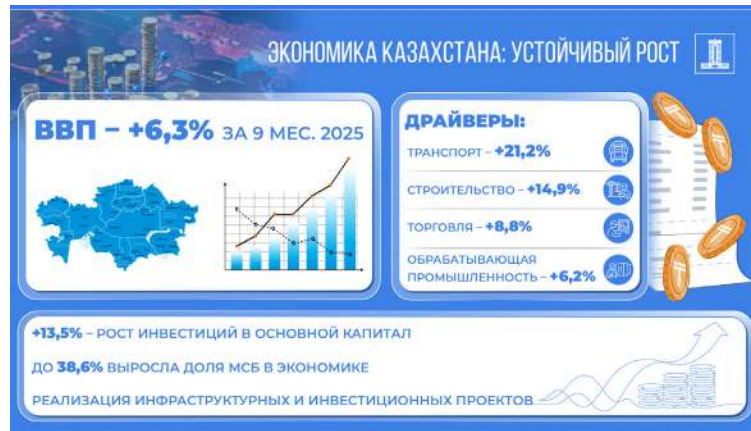 ЭКОНОМИКА КАЗАХСТАНА: УСТОЙЧИВЫЙ РОСТ
ВВП – +6,3% ЗА 9 МЕС. 2025
ДРАЙВЕРЫ:
ТРАНСПОРТ – +21,2%
СТРОИТЕЛЬСТВО – +14,9%
ТОРГОВЛЯ – +8,8%
ОБРАБАТЫВАЮЩАЯ
ПРОМЫШЛЕННОСТЬ – +6,2%
+13,5% – РОСТ ИНВЕСТИЦИЙ В ОСНОВНОЙ КАПИТАЛ
ДО 38,6% ВЫРОСЛА ДОЛЯ МСБ В ЭКОНОМИКЕ
РЕАЛИЗАЦИЯ ИНФРАСТРУКТУРНЫХ И ИНВЕСТИЦИОННЫХ ПРОЕКТОВ